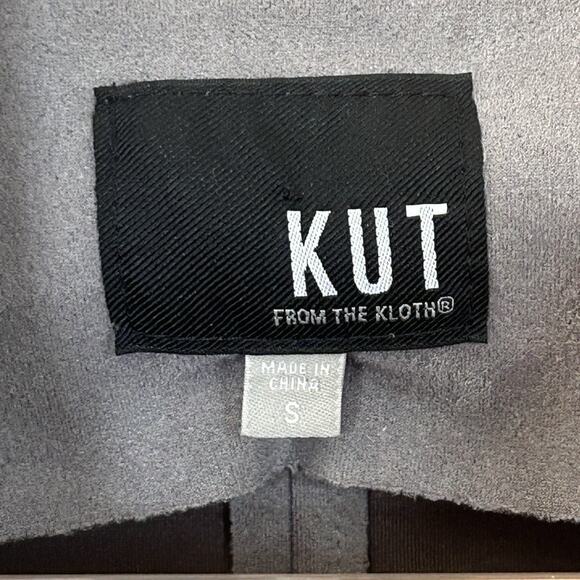 KUT
FROM THE KLOTH®
MADE IN
CHINA
S